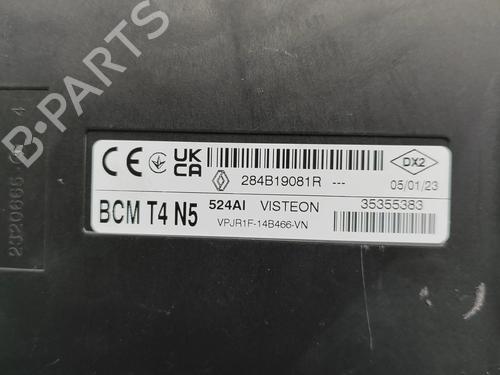 CE UK CA
284B19081R ---
DX2
05/01/23
BCM T4 N5
524AI VISTEON
35355383
VPJR1F-14B466-VN
B-PARTS